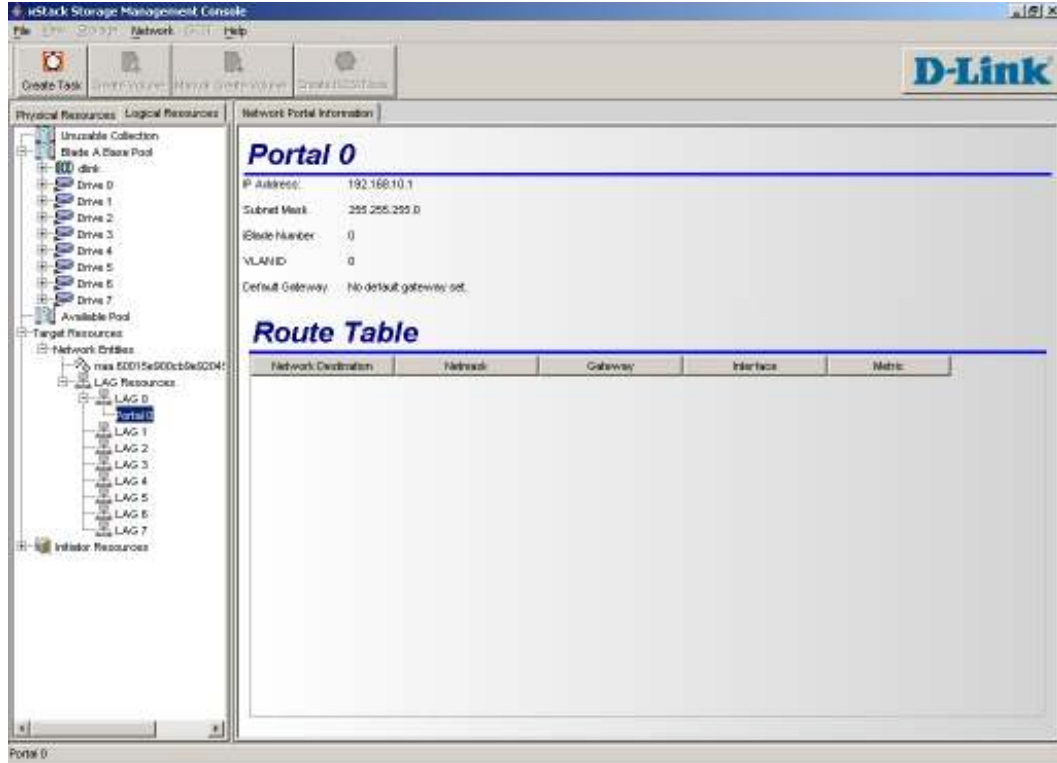 xStack Storage Management Console
File Network Help
Create Task
D-Link
Physical Resources Logical Resources
Network Portal Information
Unusable Collection
Blade A Base Pool
dlink
Drive 0
Drive 1
Drive 2
Drive 3
Drive 4
Drive 5
Drive 6
Drive 7
Available Pool
Target Resources
Network Entities
LAG Resources
LAG 0
Portal 0
LAG 1
LAG 2
LAG 3
LAG 4
LAG 5
LAG 6
LAG 7
Initiator Resources
Portal 0
IP Address: 192.168.10.1
Subnet Mask 255.255.255.0
iBlade Number 0
VLAN ID 0
Default Gateway No default gateway set.
Route Table
Network Destination Netmask Gateway Interface Metric
Portal 0